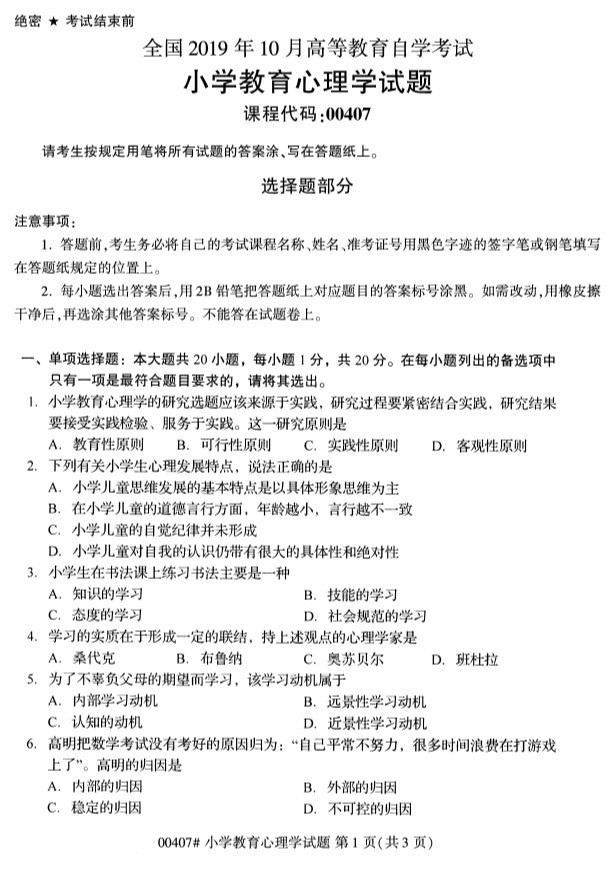 绝密 ★ 考试结束前
全国 2019 年 10 月高等教育自学考试
小学教育心理学试题
课程代码:00407
请考生按规定用笔将所有试题的答案涂、写在答题纸上。
选择题部分
注意事项:
1. 答题前,考生务必将自己的考试课程名称、姓名、准考证号用黑色字迹的签字笔或钢笔填写
在答题纸规定的位置上。
2. 每小题选出答案后,用 2B 铅笔把答题纸上对应题目的答案标号涂黑。如需改动,用橡皮擦
干净后,再选涂其他答案标号。不能答在试题卷上。
一、单项选择题：本大题共 20 小题，每小题 1 分，共 20 分。在每小题列出的备选项中
只有一项是最符合题目要求的，请将其选出。
1. 小学教育心理学的研究选题应该来源于实践，研究过程要紧密结合实践，研究结果
要接受实践检验、服务于实践。这一研究原则是
A. 教育性原则 B. 可行性原则 C. 实践性原则 D. 客观性原则
2. 下列有关小学生心理发展特点，说法正确的是
A. 小学儿童思维发展的基本特点是以具体形象思维为主
B. 在小学儿童的道德言行方面，年龄越小，言行越不一致
C. 小学儿童的自觉纪律并未形成
D. 小学儿童对自我的认识仍带有很大的具体性和绝对性
3. 小学生在书法课上练习书法主要是一种
A. 知识的学习 B. 技能的学习
C. 态度的学习 D. 社会规范的学习
4. 学习的实质在于形成一定的联结，持上述观点的心理学家是
A. 桑代克 B. 布鲁纳 C. 奥苏贝尔 D. 班杜拉
5. 为了不辜负父母的期望而学习，该学习动机属于
A. 内部学习动机 B. 远景性学习动机
C. 认知的动机 D. 近景性学习动机
6. 高明把数学考试没有考好的原因归为：“自己平常不努力，很多时间浪费在打游戏
上了”。高明的归因是
A. 内部的归因 B. 外部的归因
C. 稳定的归因 D. 不可控的归因
00407# 小学教育心理学试题 第 1 页(共 3 页)